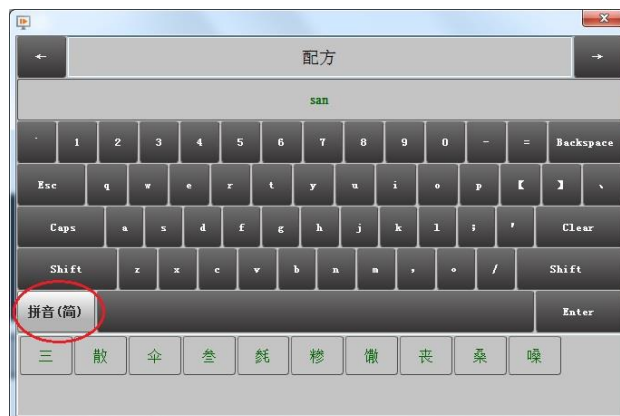 ← 配方 →
san
` 1 2 3 4 5 6 7 8 9 0 - = Backspace
Esc q w e r t y u i o p 【 】 、
Caps a s d f g h j k l ; ' Clear
Shift z x c v b n m , 。 / Shift
拼音(简) Enter
三 散 伞 叁 毵 糁 馓 丧 桑 嗓